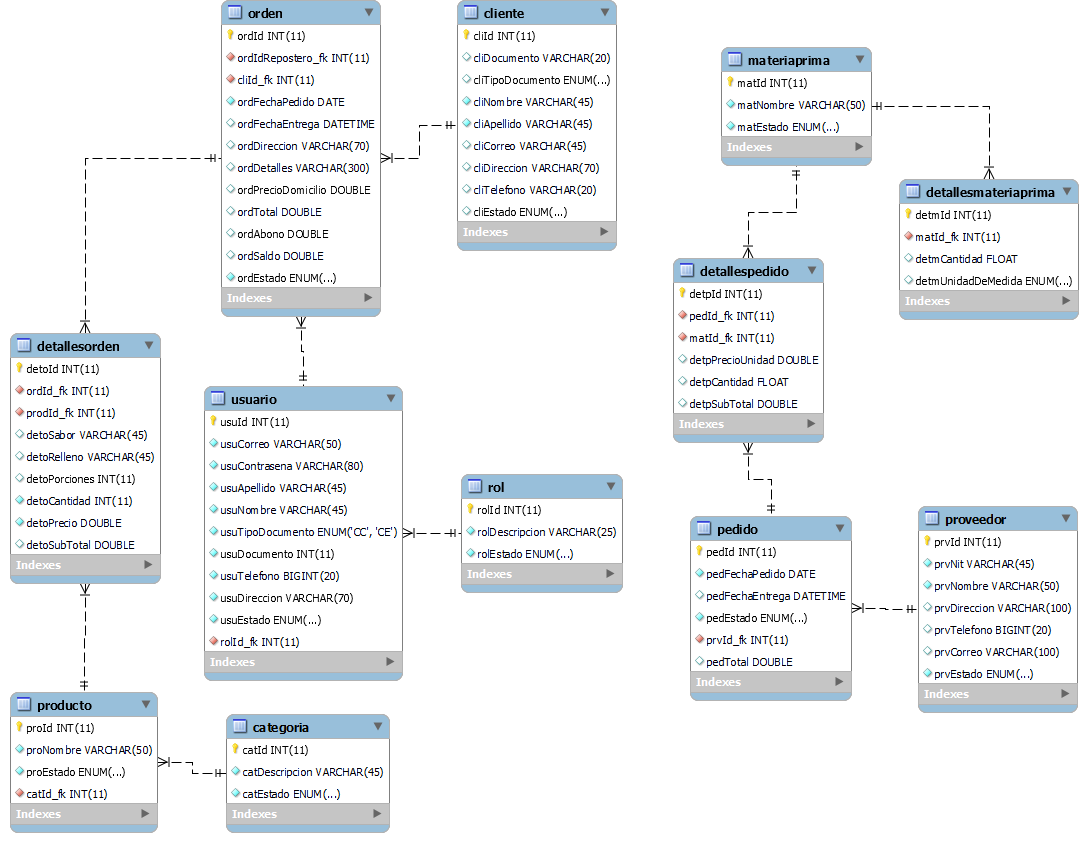 orden
ordId INT(11)
ordIdRepostero_fk INT(11)
cliId_fk INT(11)
ordFechaPedido DATE
ordFechaEntrega DATETIME
ordDireccion VARCHAR(70)
ordDetalles VARCHAR(300)
ordPrecioDomicilio DOUBLE
ordTotal DOUBLE
ordAbono DOUBLE
ordSaldo DOUBLE
ordEstado ENUM(...)
Indexes
cliente
cliId INT(11)
cliDocumento VARCHAR(20)
cliTipoDocumento ENUM(...)
cliNombre VARCHAR(45)
cliApellido VARCHAR(45)
cliCorreo VARCHAR(45)
cliDireccion VARCHAR(70)
cliTelefono VARCHAR(20)
cliEstado ENUM(...)
Indexes
materiaprima
matId INT(11)
matNombre VARCHAR(50)
matEstado ENUM(...)
Indexes
detallesmateriaprima
detmId INT(11)
matId_fk INT(11)
detmCantidad FLOAT
detmUnidadDeMedida ENUM(...)
Indexes
detallespedido
detpId INT(11)
pedId_fk INT(11)
matId_fk INT(11)
detpPrecioUnidad DOUBLE
detpCantidad FLOAT
detpSubTotal DOUBLE
Indexes
detallesorden
detoId INT(11)
ordId_fk INT(11)
prodId_fk INT(11)
detoSabor VARCHAR(45)
detoRelleno VARCHAR(45)
detoPorciones INT(11)
detoCantidad INT(11)
detoPrecio DOUBLE
detoSubTotal DOUBLE
Indexes
usuario
usuId INT(11)
usuCorreo VARCHAR(50)
usuContrasena VARCHAR(80)
usuApellido VARCHAR(45)
usuNombre VARCHAR(45)
usuTipoDocumento ENUM('CC', 'CE')
usuDocumento INT(11)
usuTelefono BIGINT(20)
usuDireccion VARCHAR(70)
usuEstado ENUM(...)
rolId_fk INT(11)
Indexes
rol
rolId INT(11)
rolDescripcion VARCHAR(25)
rolEstado ENUM(...)
Indexes
pedido
pedId INT(11)
pedFechaPedido DATE
pedFechaEntrega DATETIME
pedEstado ENUM(...)
prvId_fk INT(11)
pedTotal DOUBLE
Indexes
proveedor
prvId INT(11)
prvNit VARCHAR(45)
prvNombre VARCHAR(50)
prvDireccion VARCHAR(100)
prvTelefono BIGINT(20)
prvCorreo VARCHAR(100)
prvEstado ENUM(...)
Indexes
producto
proId INT(11)
proNombre VARCHAR(50)
proEstado ENUM(...)
catId_fk INT(11)
Indexes
categoria
catId INT(11)
catDescripcion VARCHAR(45)
catEstado ENUM(...)
Indexes